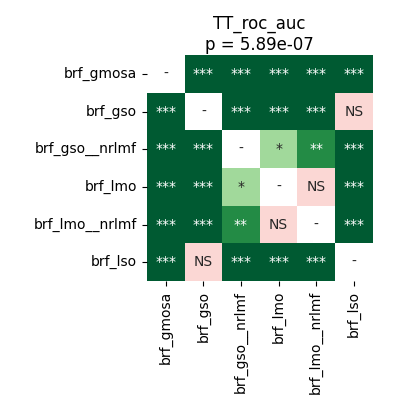 TT_roc_auc
p = 5.89e-07
brf_gmosa - *** *** *** *** ***
brf_gso *** - *** *** *** NS
brf_gso__nrlmf *** *** - * ** ***
brf_lmo *** *** * - NS ***
brf_lmo__nrlmf *** *** ** NS - ***
brf_lso *** NS *** *** *** -
brf_gmosa
brf_gso
brf_gso__nrlmf
brf_lmo
brf_lmo__nrlmf
brf_lso